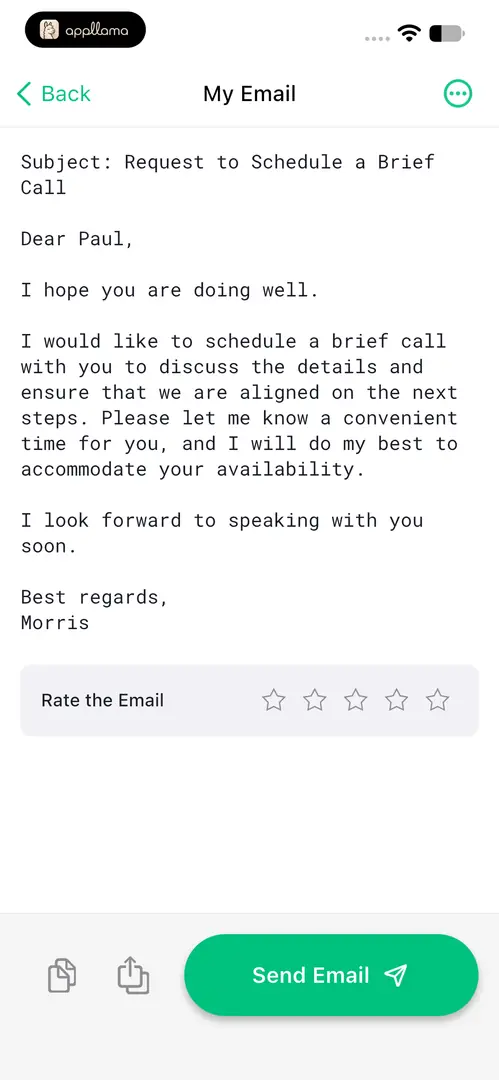 appllama
Back
My Email
Subject: Request to Schedule a Brief
Call
Dear Paul,
I hope you are doing well.
I would like to schedule a brief call
with you to discuss the details and
ensure that we are aligned on the next
steps. Please let me know a convenient
time for you, and I will do my best to
accommodate your availability.
I look forward to speaking with you
soon.
Best regards,
Morris
Rate the Email
Send Email